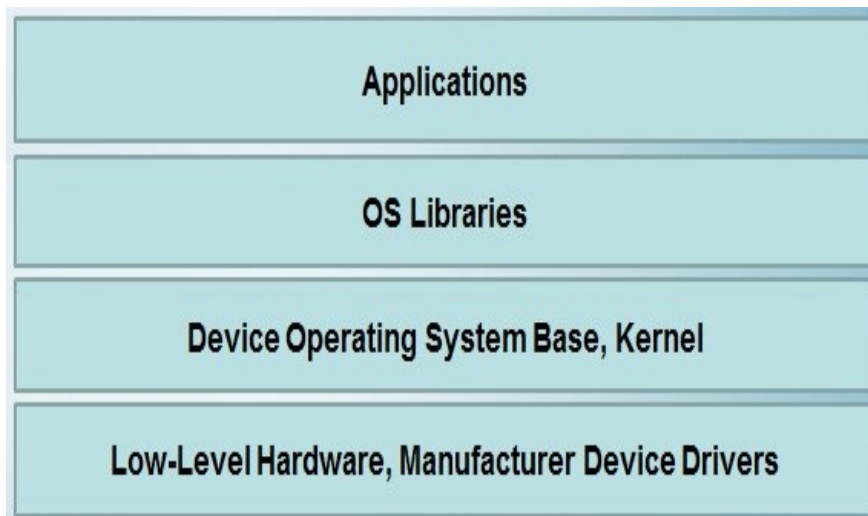 Applications
OS Libraries
Device Operating System Base, Kernel
Low-Level Hardware, Manufacturer Device Drivers